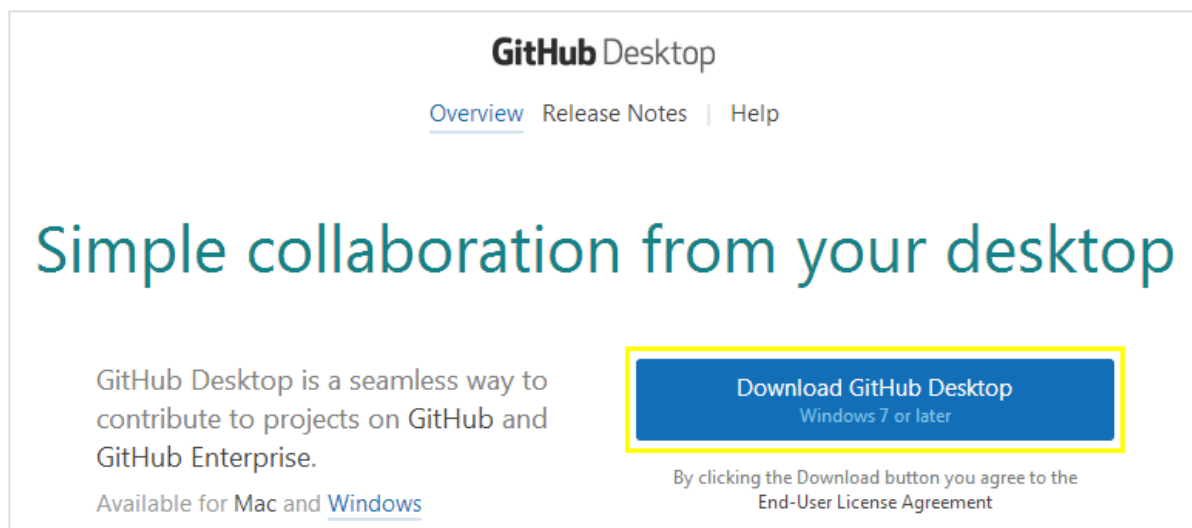 GitHub Desktop
Overview Release Notes | Help
Simple collaboration from your desktop
GitHub Desktop is a seamless way to
contribute to projects on GitHub and
GitHub Enterprise.
Available for Mac and Windows
Download GitHub Desktop
Windows 7 or later
By clicking the Download button you agree to the
End-User License Agreement